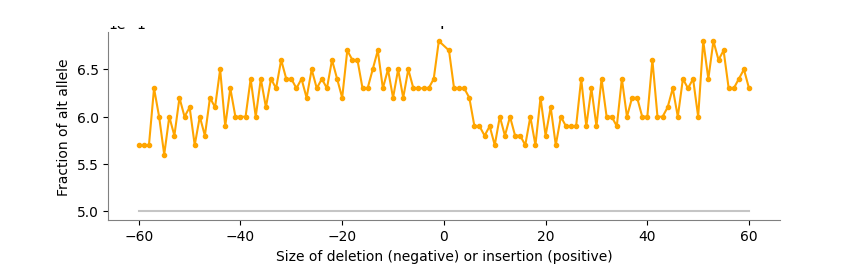 6.5
6.0
5.5
5.0
Fraction of alt allele
−60 −40 −20 0 20 40 60
Size of deletion (negative) or insertion (positive)